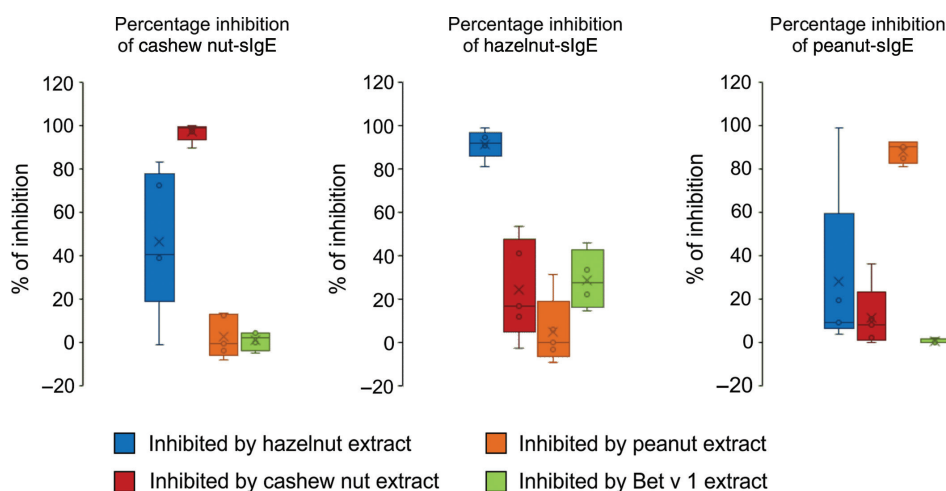 Percentage inhibition
of cashew nut-sIgE
Percentage inhibition
of hazelnut-sIgE
Percentage inhibition
of peanut-sIgE
% of inhibition
120
100
80
60
40
20
0
–20
% of inhibition
120
100
80
60
40
20
0
–20
% of inhibition
120
100
80
60
40
20
0
–20
Inhibited by hazelnut extract
Inhibited by peanut extract
Inhibited by cashew nut extract
Inhibited by Bet v 1 extract